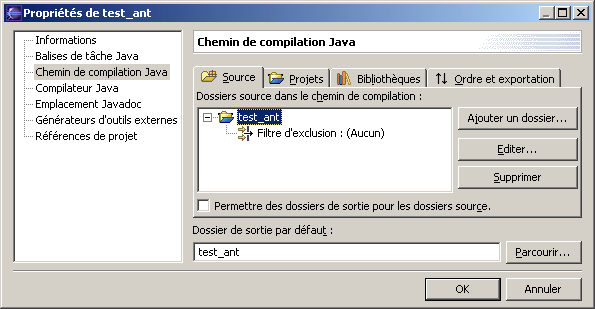 Propriétés de test_ant
Informations
Balises de tâche Java
Chemin de compilation Java
Compilateur Java
Emplacement Javadoc
Générateurs d'outils externes
Références de projet
Chemin de compilation Java
Source
Projets
Bibliothèques
Ordre et exportation
Dossiers source dans le chemin de compilation :
test_ant
Filtre d'exclusion : (Aucun)
Ajouter un dossier...
Editer...
Supprimer
Permettre des dossiers de sortie pour les dossiers source.
Dossier de sortie par défaut :
test_ant
Parcourir...
OK
Annuler